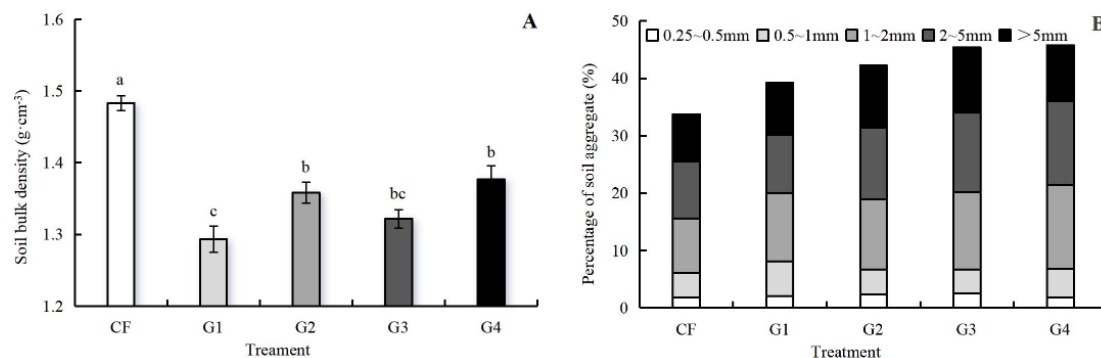 A
Soil bulk density (g·cm⁻³)
1.6
1.5
1.4
1.3
1.2
a
c
b
bc
b
CF G1 G2 G3 G4
Treament
B
Percentage of soil aggregate (%)
50
40
30
20
10
0
0.25~0.5mm 0.5~1mm 1~2mm 2~5mm >5mm
CF G1 G2 G3 G4
Treatment